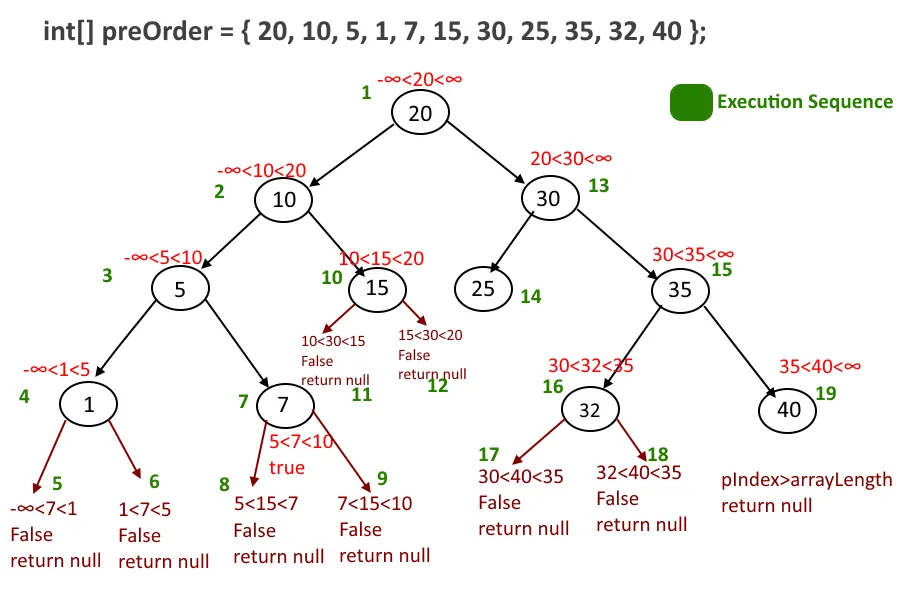 int[] preOrder = { 20, 10, 5, 1, 7, 15, 30, 25, 35, 32, 40 };
-∞<20<∞
1
20
Execution Sequence
-∞<10<20
2
10
20<30<∞
13
30
-∞<5<10
3
5
10<15<20
10
15
25
14
30<35<∞
15
35
10<30<15
False
return null
11
15<30<20
False
return null
12
-∞<1<5
4
1
7
7
5<7<10
true
30<32<35
16
32
35<40<∞
19
40
5
-∞<7<1
False
return null
6
1<7<5
False
return null
8
5<15<7
False
return null
9
7<15<10
False
return null
17
30<40<35
False
return null
18
32<40<35
False
return null
pIndex>arrayLength
return null